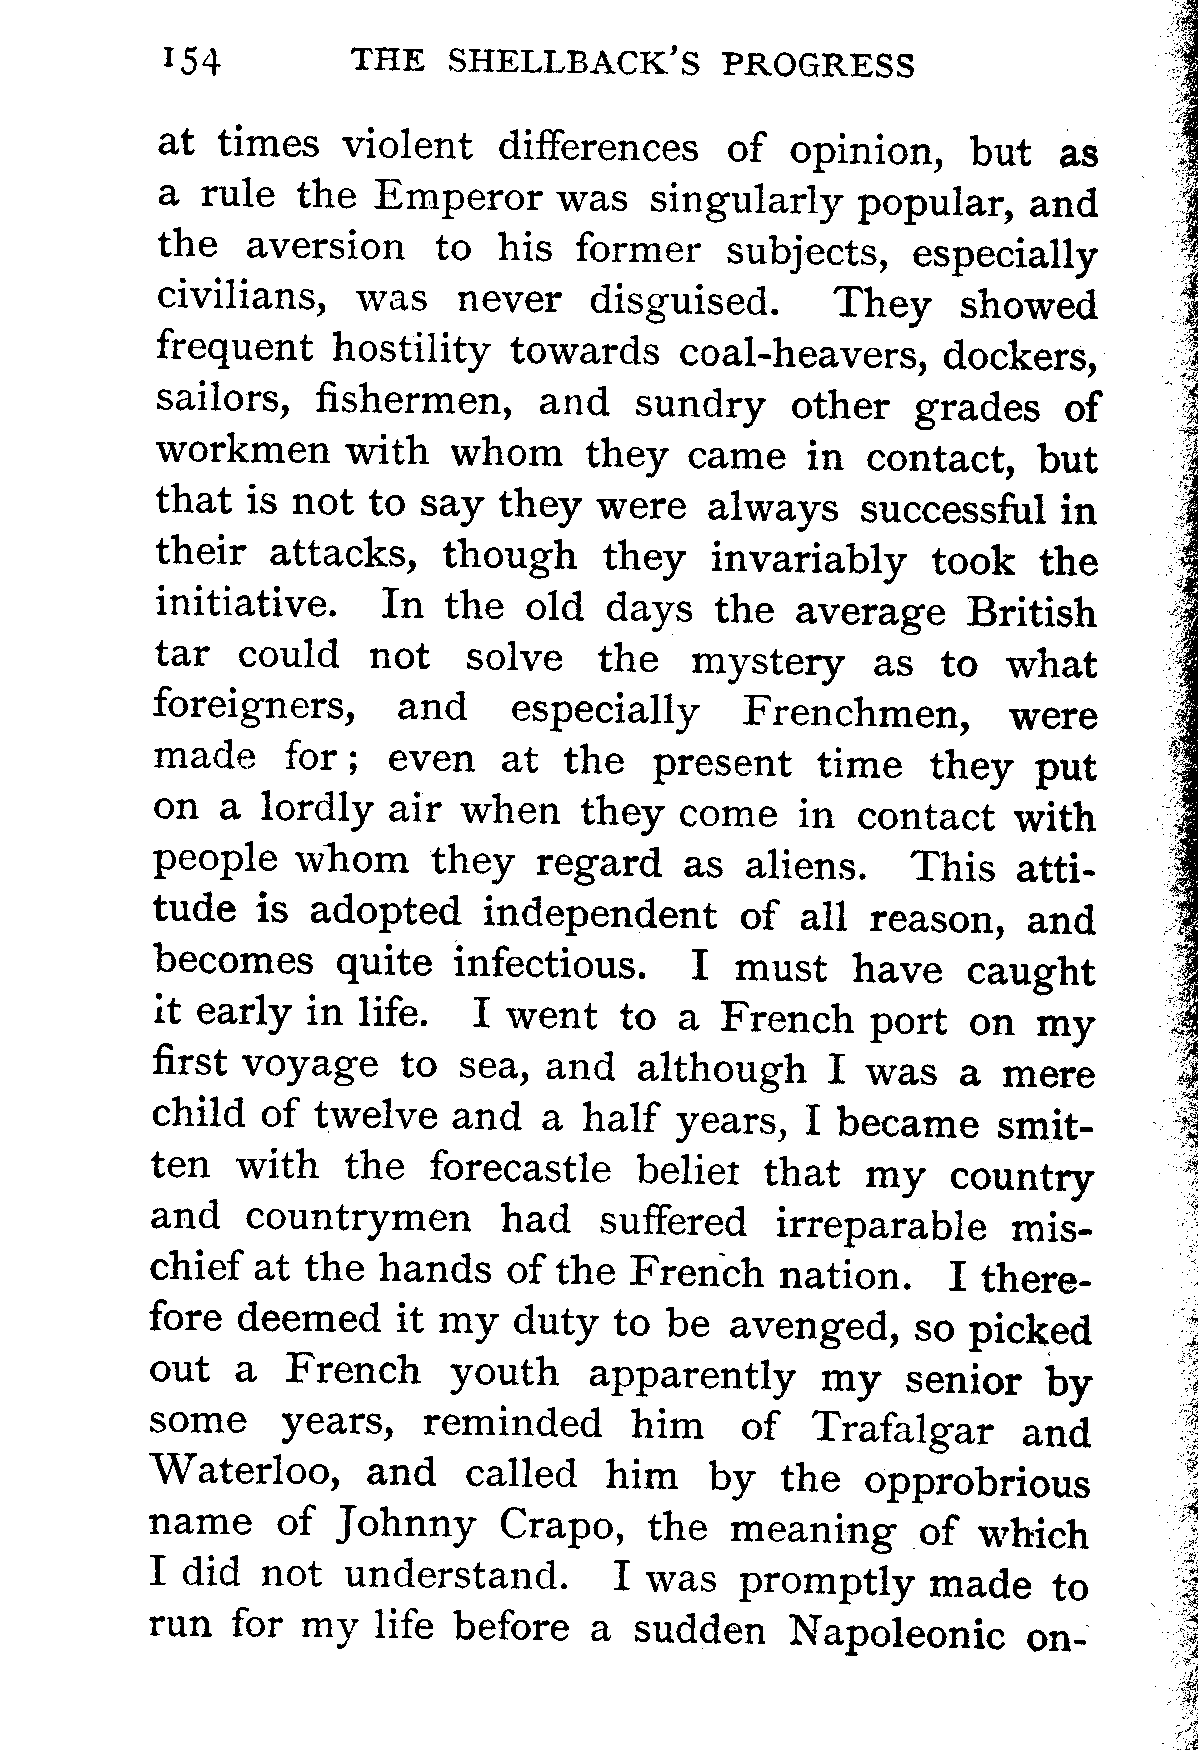 154 THE SHELLBACK'S PROGRESS
at times violent differences of opinion, but as
a rule the Emperor was singularly popular, and
the aversion to his former subjects, especially
civilians, was never disguised. They showed
frequent hostility towards coal-heavers, dockers,
sailors, fishermen, and sundry other grades of
workmen with whom they came in contact, but
that is not to say they were always successful in
their attacks, though they invariably took the
initiative. In the old days the average British
tar could not solve the mystery as to what
foreigners, and especially Frenchmen, were
made for; even at the present time they put
on a lordly air when they come in contact with
people whom they regard as aliens. This atti-
tude is adopted independent of all reason, and
becomes quite infectious. I must have caught
it early in life. I went to a French port on my
first voyage to sea, and although I was a mere
child of twelve and a half years, I became smit-
ten with the forecastle belief that my country
and countrymen had suffered irreparable mis-
chief at the hands of the French nation. I there-
fore deemed it my duty to be avenged, so picked
out a French youth apparently my senior by
some years, reminded him of Trafalgar and
Waterloo, and called him by the opprobrious
name of Johnny Crapo, the meaning of which
I did not understand. I was promptly made to
run for my life before a sudden Napoleonic on-